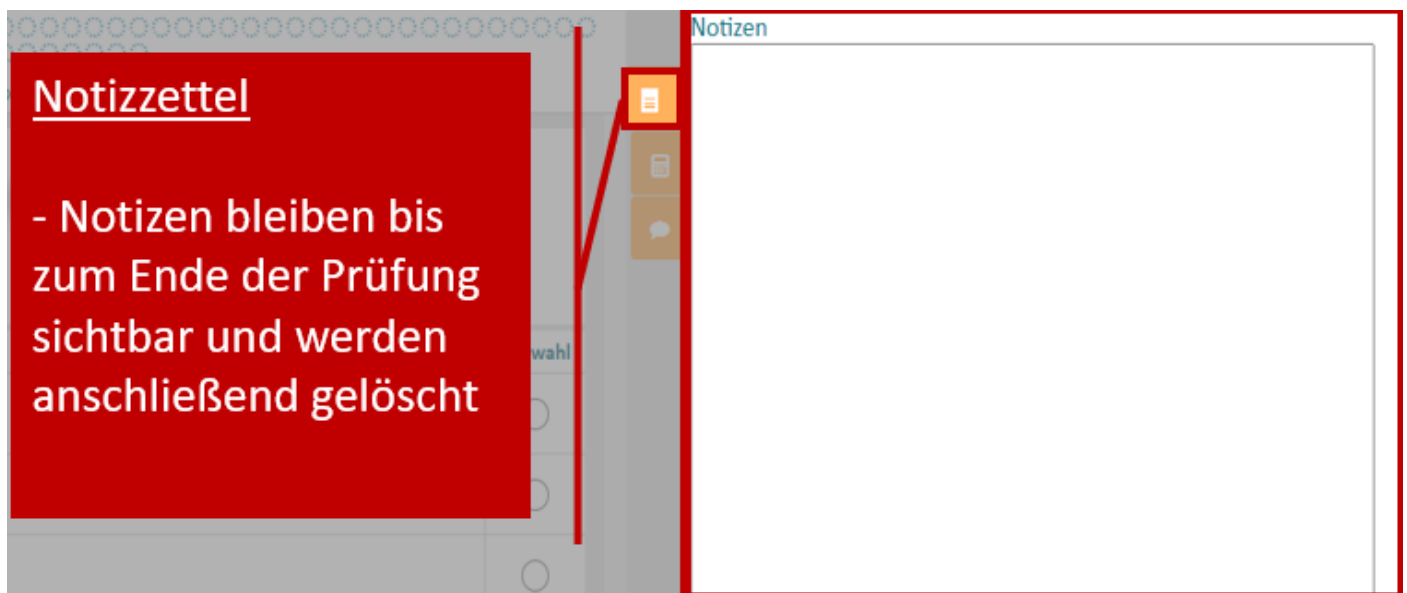 Notizen
Notizzettel
- Notizen bleiben bis
zum Ende der Prüfung
sichtbar und werden
anschließend gelöscht
wahl